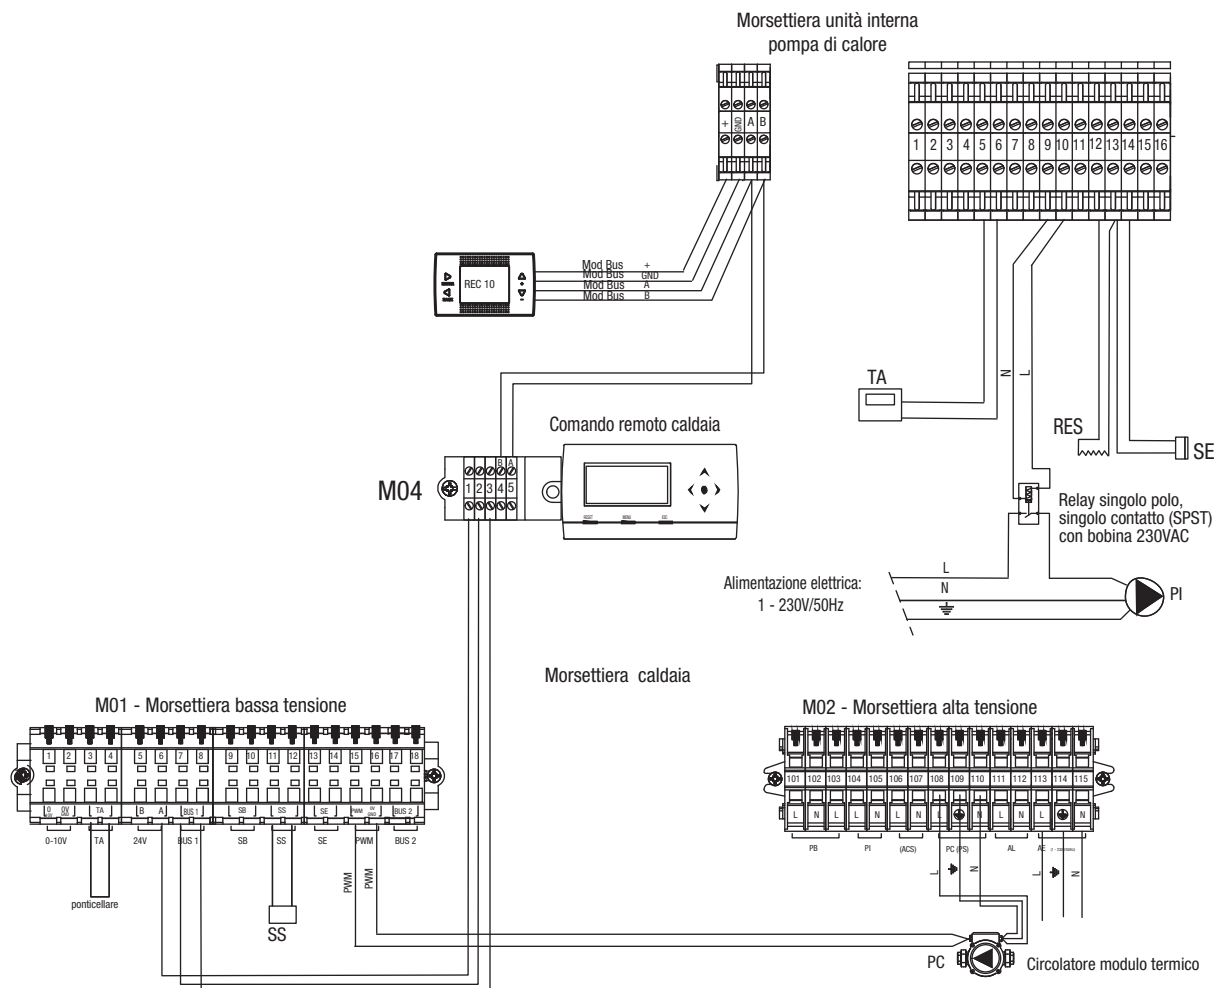 Morsettiera unità interna
pompa di calore
+ GND A B
1 2 3 4 5 6 7 8 9 10 11 12 13 14 15 16
REC 10
Mod Bus +
Mod Bus GND
Mod Bus A
Mod Bus B
TA
N
L
RES
SE
Comando remoto caldaia
B A
M04
1 2 3 4 5
RESET MENU ESC
Relay singolo polo,
singolo contatto (SPST)
con bobina 230VAC
Alimentazione elettrica:
1 - 230V/50Hz
L
N
PI
Morsettiera caldaia
M01 - Morsettiera bassa tensione
1 2 3 4 5 6 7 8 9 10 11 12 13 14 15 16 17 18
TA B A BUS 1 SB SS SE PWM 0V GND BUS 2
0-10V TA 24V BUS 1 SB SS SE PWM BUS 2
PWM
PWM
ponticellare
SS
M02 - Morsettiera alta tensione
101 102 103 104 105 106 107 108 109 110 111 112 113 114 115
L N L L N L N L N L N L N
PB PI (ACS) PC (PS) AL AE
L N L N
PC
Circolatore modulo termico